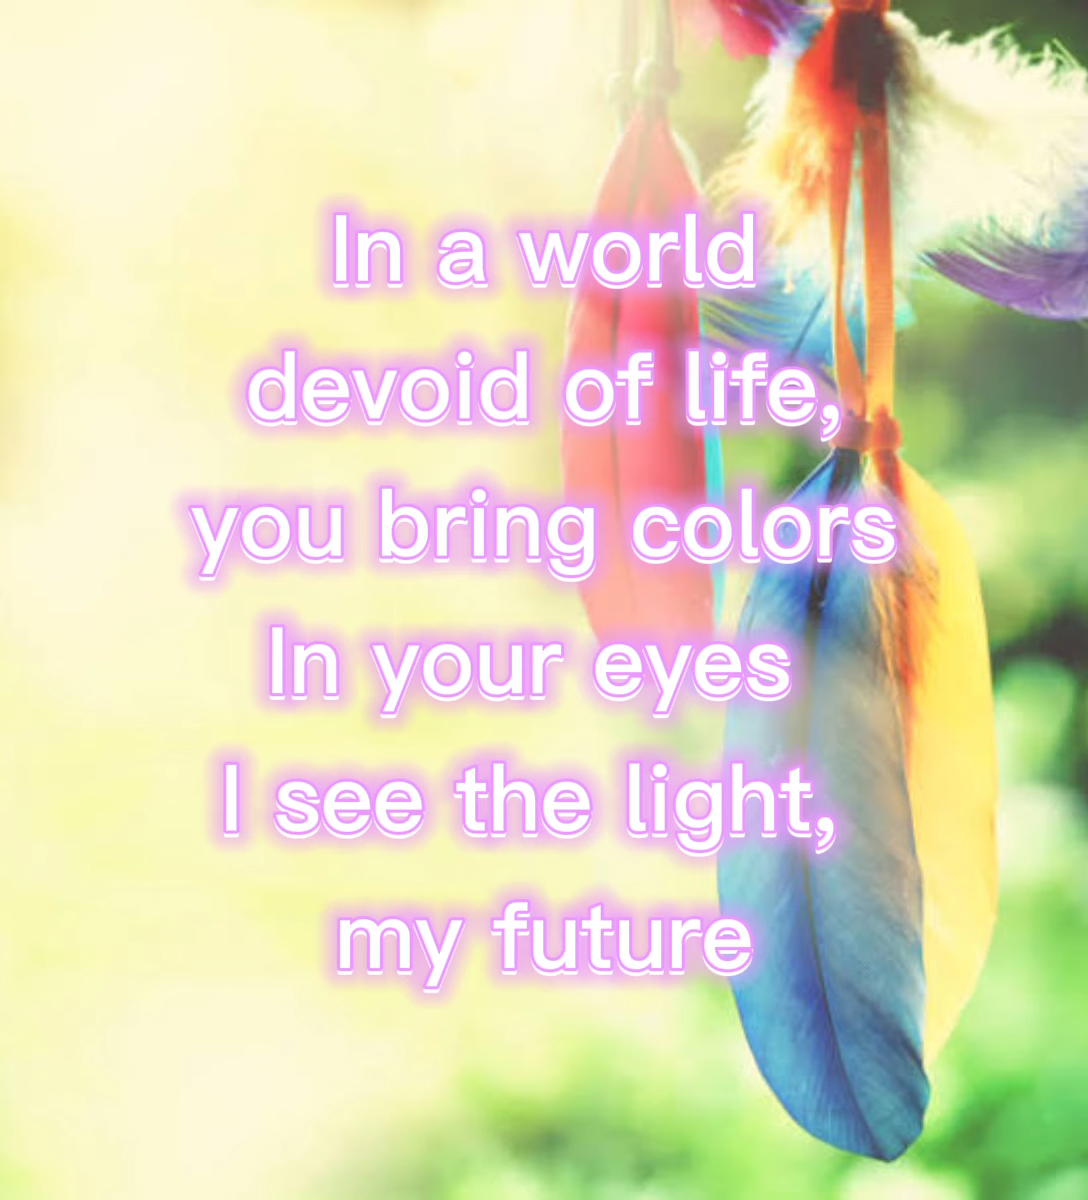 In a world
devoid of life,
you bring colors
In your eyes
I see the light,
my future